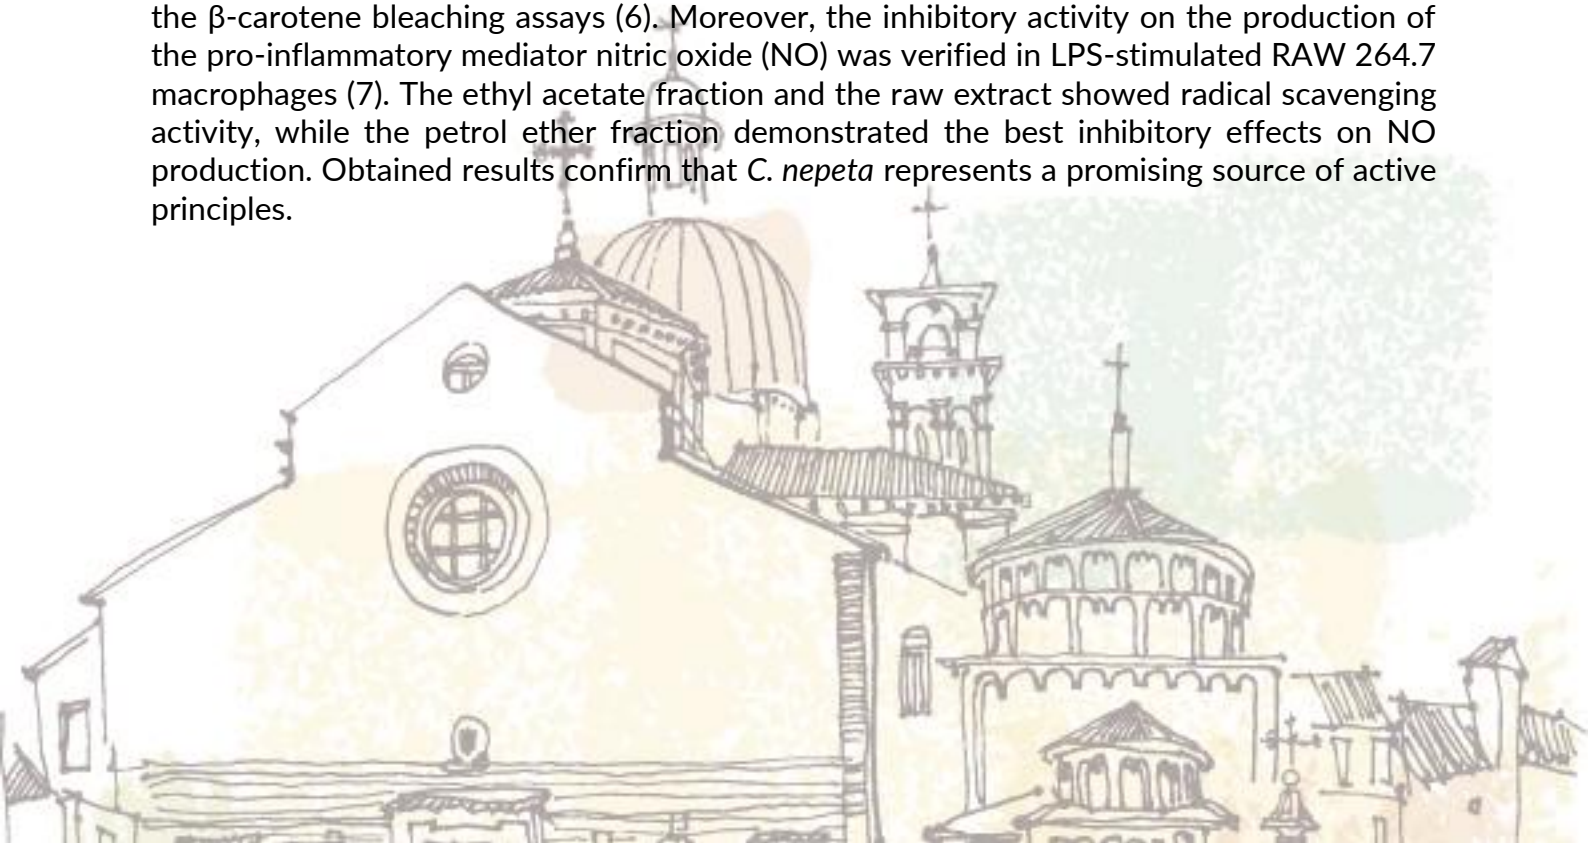 the β-carotene bleaching assays (6). Moreover, the inhibitory activity on the production of
the pro-inflammatory mediator nitric oxide (NO) was verified in LPS-stimulated RAW 264.7
macrophages (7). The ethyl acetate fraction and the raw extract showed radical scavenging
activity, while the petrol ether fraction demonstrated the best inhibitory effects on NO
production. Obtained results confirm that C. nepeta represents a promising source of active
principles.